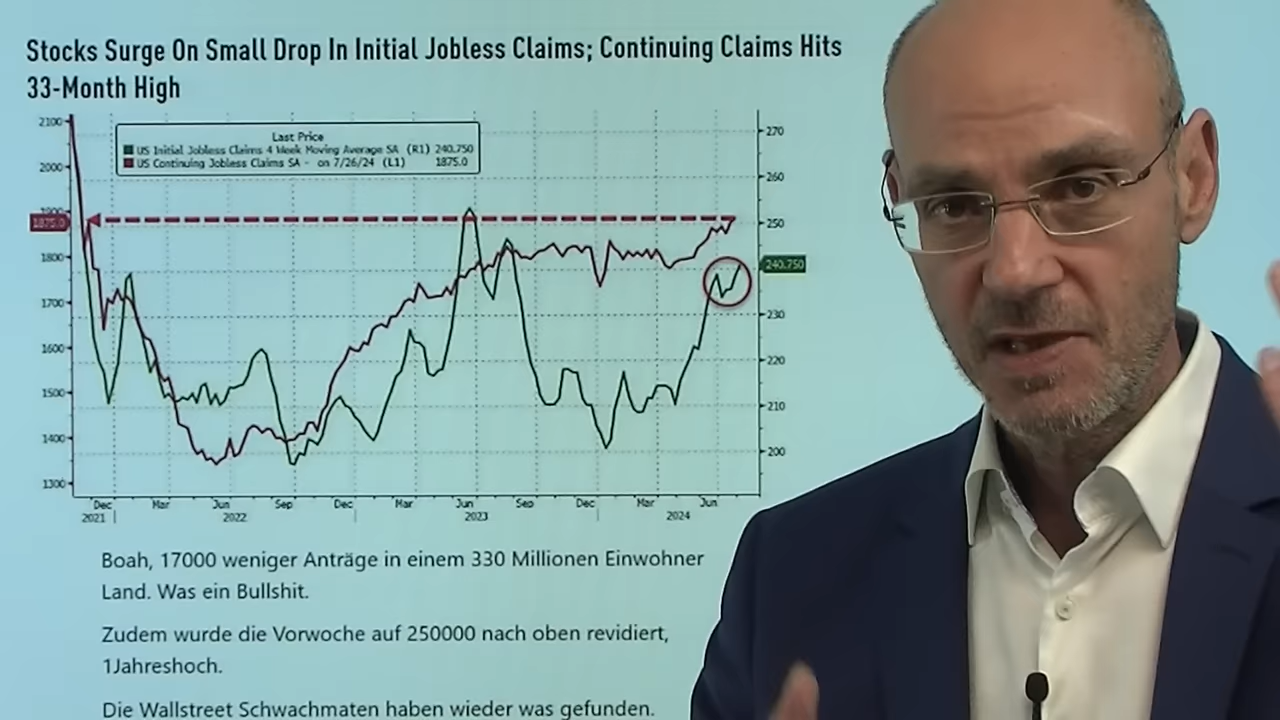 Stocks Surge On Small Drop In Initial Jobless Claims; Continuing Claims Hits
33-Month High
Last Price
US Initial Jobless Claims 4 Week Moving Average SA (R1) 240.750
US Continuing Jobless Claims SA - on 7/26/24 (L1) 1875.0
2100
2000
1875.0
1800
1700
1600
1500
1400
1300
270
260
250
240.750
230
220
210
200
Dec Mar Jun Sep Dec Mar Jun Sep Dec Mar Jun
2021 2022 2023 2024
Boah, 17000 weniger Anträge in einem 330 Millionen Einwohner
Land. Was ein Bullshit.
Zudem wurde die Vorwoche auf 250000 nach oben revidiert,
1Jahreshoch.
Die Wallstreet Schwachmaten haben wieder was gefunden.